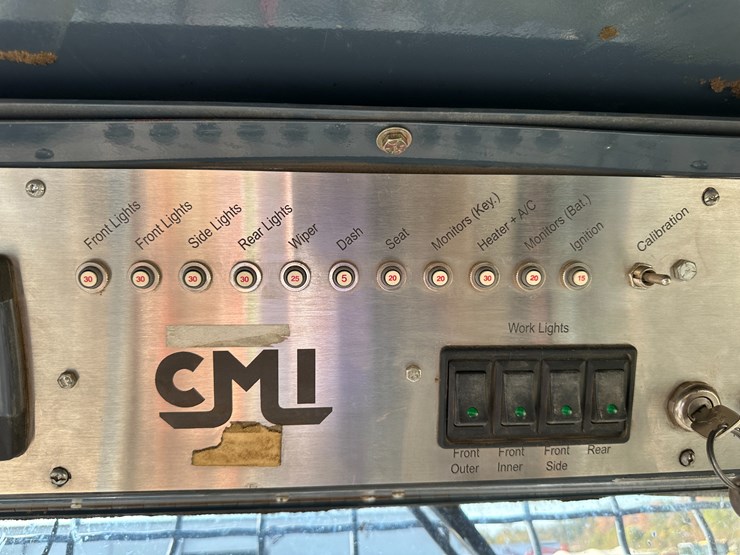 Front Lights
Front Lights
Side Lights
Rear Lights
Wiper
Dash
Seat
Monitors (Key.)
Heater + A/C
Monitors (Bat.)
Ignition
Calibration
30
30
30
30
25
5
20
20
30
20
15
Work Lights
CMI
Front Outer
Front Inner
Front Side
Rear